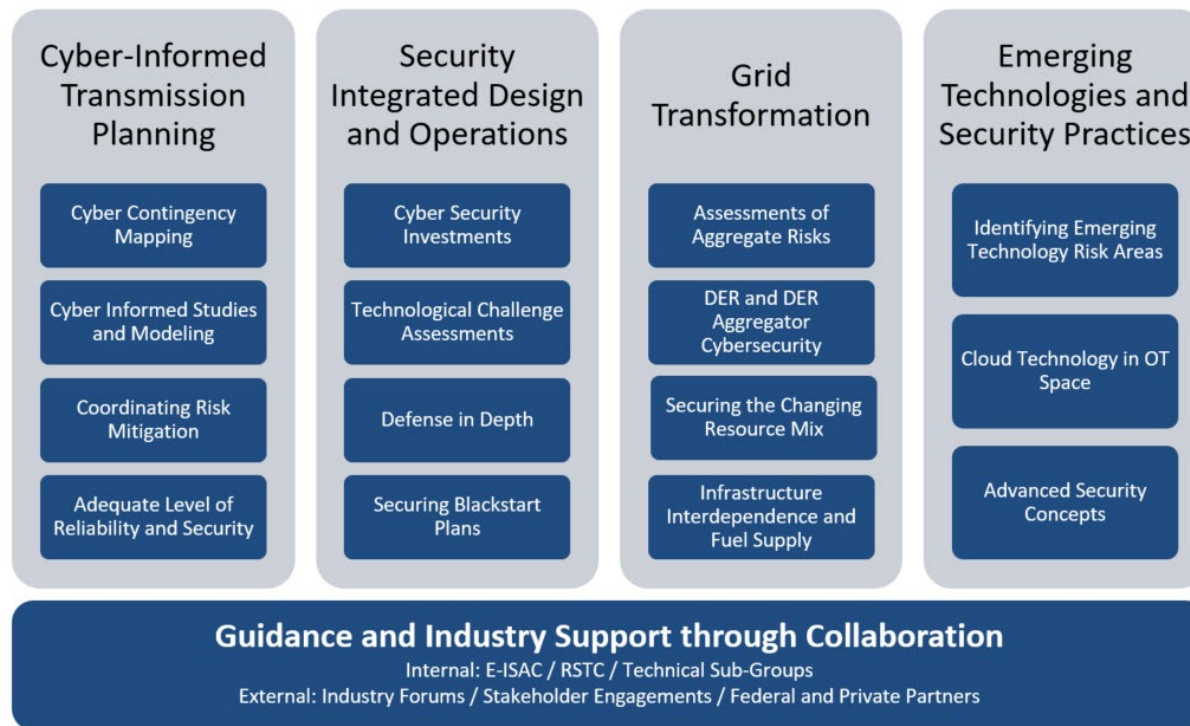 Cyber-Informed
Transmission
Planning
Cyber Contingency
Mapping
Cyber Informed Studies
and Modeling
Coordinating Risk
Mitigation
Adequate Level of
Reliability and Security
Security
Integrated Design
and Operations
Cyber Security
Investments
Technological Challenge
Assessments
Defense in Depth
Securing Blackstart
Plans
Grid
Transformation
Assessments of
Aggregate Risks
DER and DER
Aggregator
Cybersecurity
Securing the Changing
Resource Mix
Infrastructure
Interdependence and
Fuel Supply
Emerging
Technologies and
Security Practices
Identifying Emerging
Technology Risk Areas
Cloud Technology in OT
Space
Advanced Security
Concepts
Guidance and Industry Support through Collaboration
Internal: E-ISAC / RSTC / Technical Sub-Groups
External: Industry Forums / Stakeholder Engagements / Federal and Private Partners